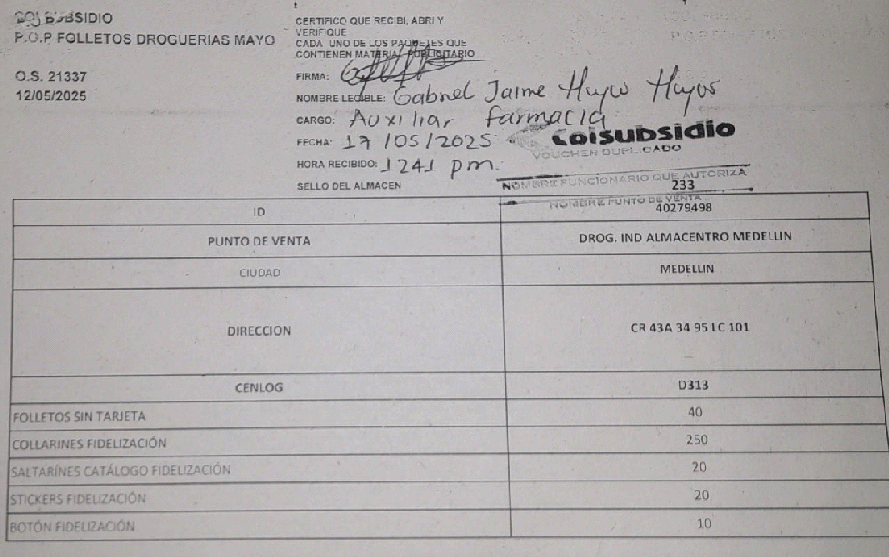 COLSUBSIDIO
P.O.P FOLLETOS DROGUERIAS MAYO
O.S. 21337
12/05/2025
CERTIFICO QUE RECIBI, ABRI Y
VERIFIQUE
CADA UNO DE LOS PAQUETES QUE
CONTIENEN MATERIAL PUBLICITARIO
FIRMA:
NOMBRE LEGIBLE: Gabriel Jaime Hoyos Hoyos
CARGO: Auxiliar farmacia
FECHA: 17/05/2025
HORA RECIBIDO: 1241 pm.
SELLO DEL ALMACEN
colsubsidio
VOUCHER DUPLICADO
NOMBRE FUNCIONARIO QUE AUTORIZA
233
NOMBRE PUNTO DE VENTA
ID 40279498
PUNTO DE VENTA DROG. IND ALMACENTRO MEDELLIN
CIUDAD MEDELLIN
DIRECCION CR 43A 34 95 LC 101
CENLOG D313
FOLLETOS SIN TARJETA 40
COLLARINES FIDELIZACIÓN 250
SALTARINES CATÁLOGO FIDELIZACIÓN 20
STICKERS FIDELIZACIÓN 20
BOTÓN FIDELIZACIÓN 10